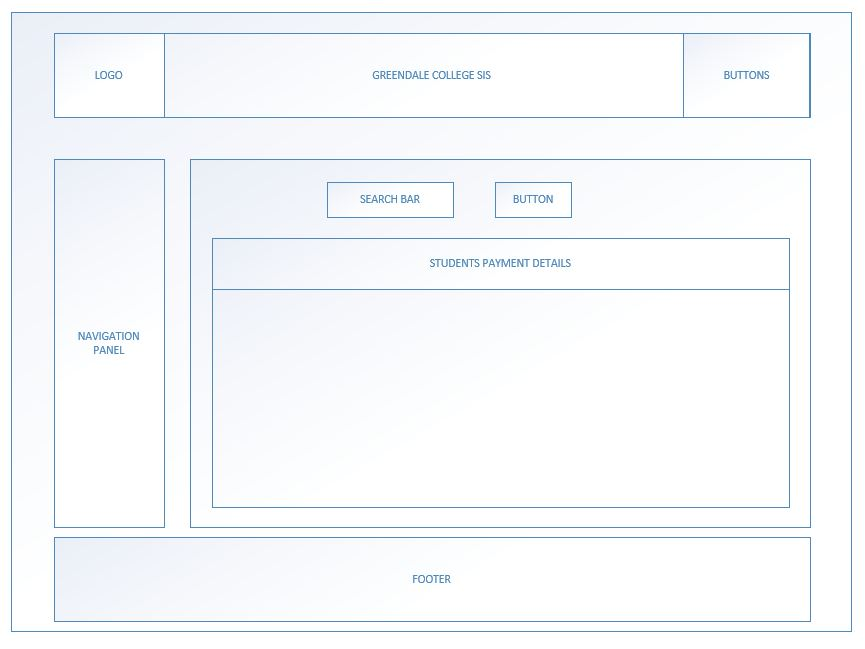 LOGO
GREENDALE COLLEGE SIS
BUTTONS
SEARCH BAR
BUTTON
STUDENTS PAYMENT DETAILS
NAVIGATION
PANEL
FOOTER